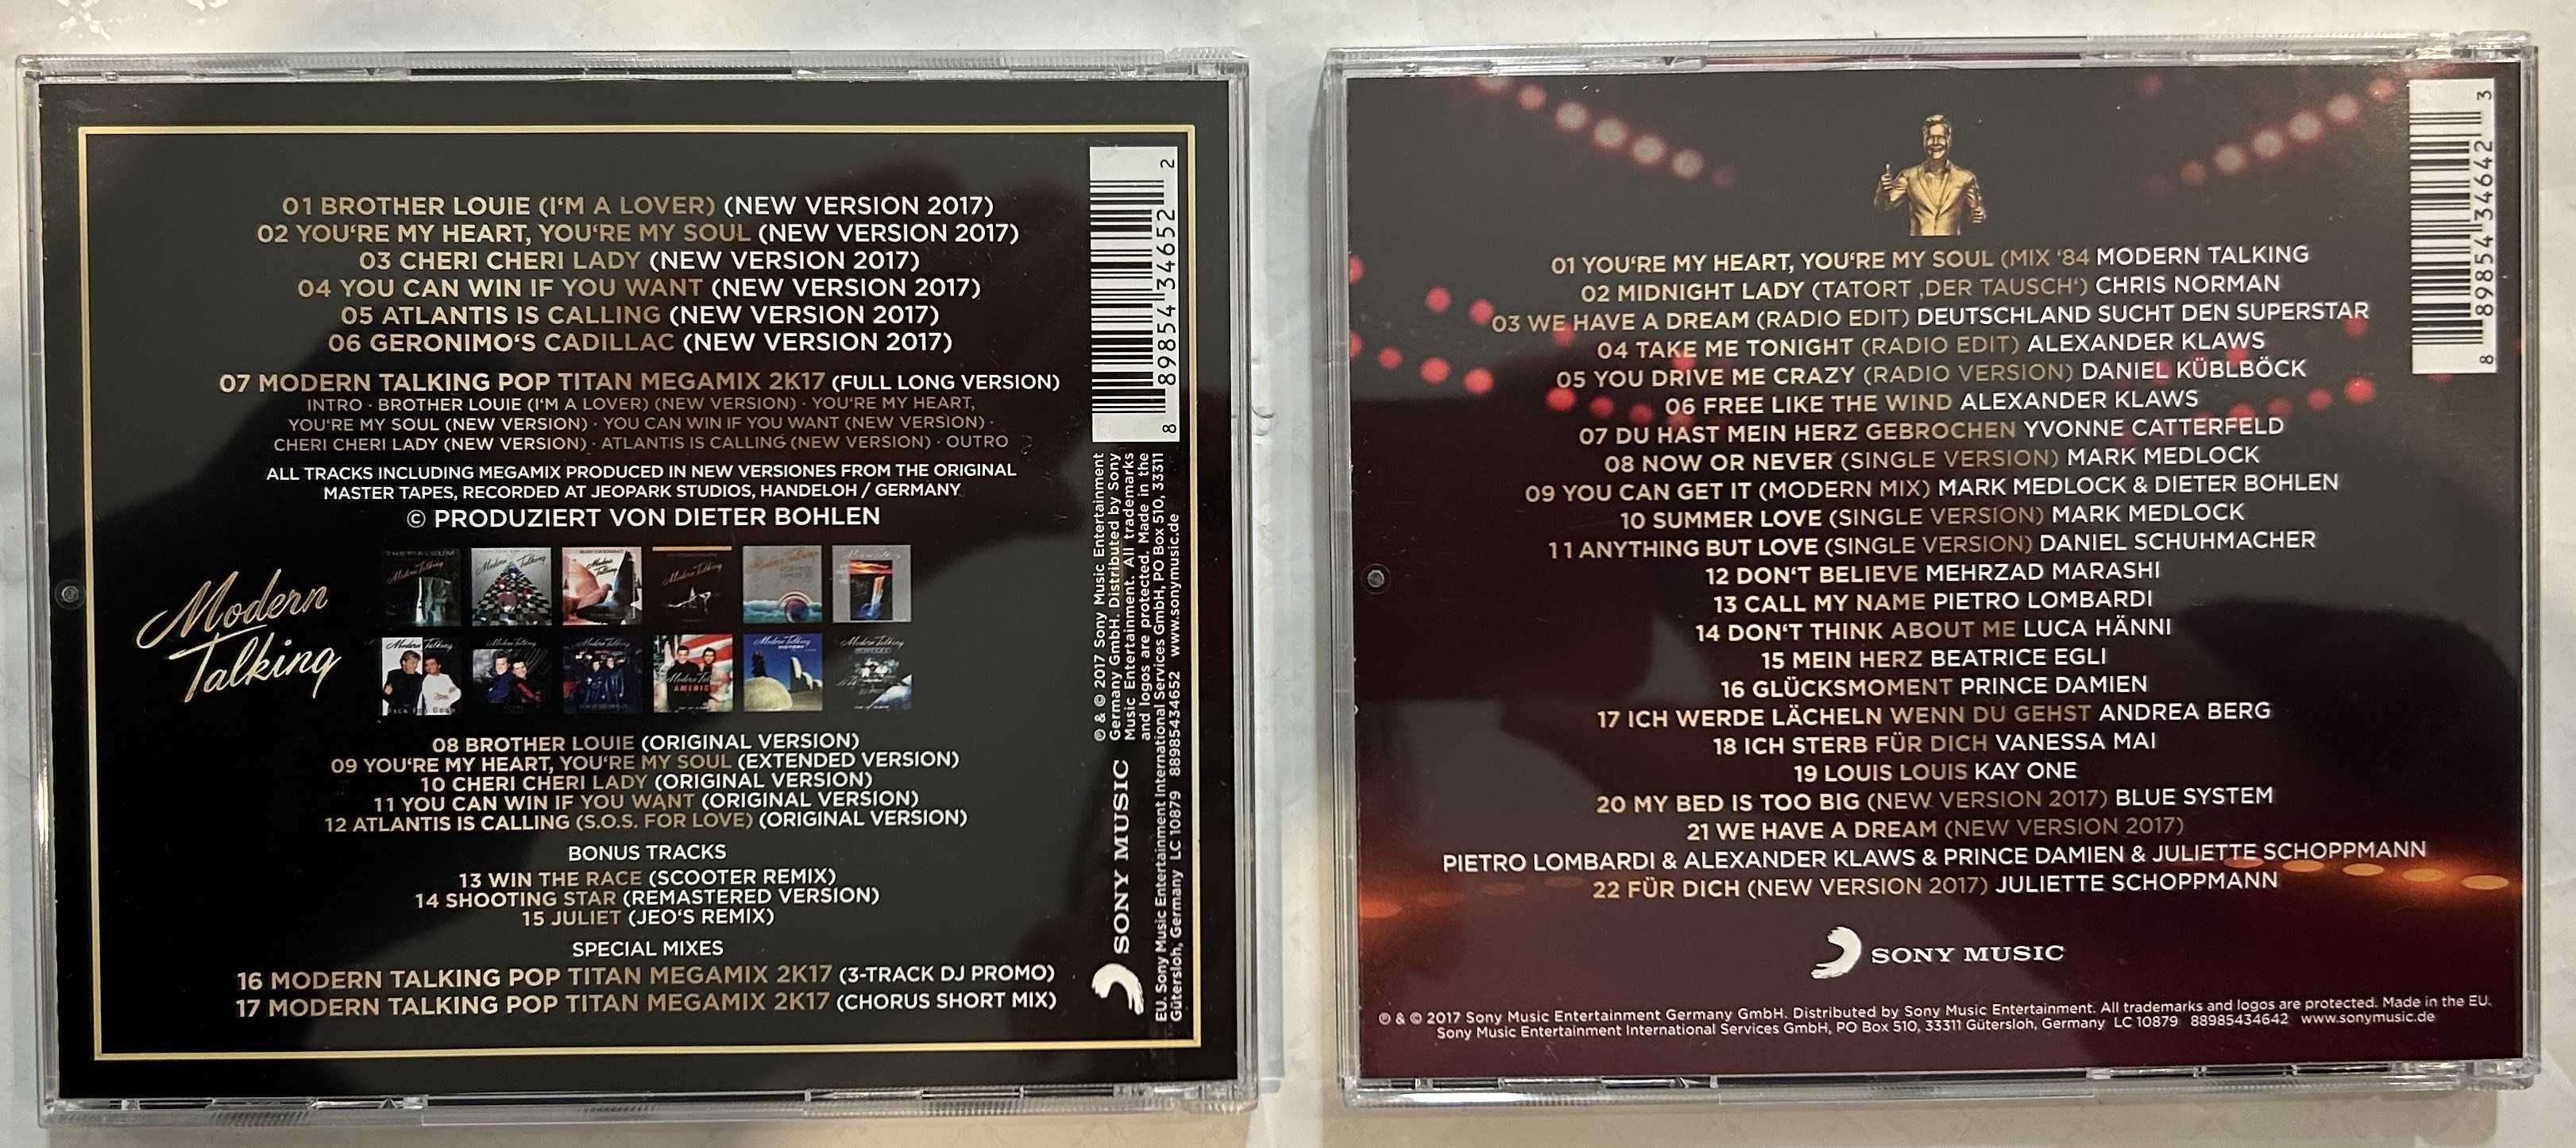 01 BROTHER LOUIE (I‘M A LOVER) (NEW VERSION 2017)
02 YOU‘RE MY HEART, YOU‘RE MY SOUL (NEW VERSION 2017)
03 CHERI CHERI LADY (NEW VERSION 2017)
04 YOU CAN WIN IF YOU WANT (NEW VERSION 2017)
05 ATLANTIS IS CALLING (NEW VERSION 2017)
06 GERONIMO‘S CADILLAC (NEW VERSION 2017)
07 MODERN TALKING POP TITAN MEGAMIX 2K17 (FULL LONG VERSION)
INTRO · BROTHER LOUIE (I‘M A LOVER) (NEW VERSION) · YOU‘RE MY HEART,
YOU‘RE MY SOUL (NEW VERSION) · YOU CAN WIN IF YOU WANT (NEW VERSION) ·
CHERI CHERI LADY (NEW VERSION) · ATLANTIS IS CALLING (NEW VERSION) · OUTRO
ALL TRACKS INCLUDING MEGAMIX PRODUCED IN NEW VERSIONES FROM THE ORIGINAL
MASTER TAPES, RECORDED AT JEOPARK STUDIOS, HANDELOH / GERMANY
© PRODUZIERT VON DIETER BOHLEN
Modern
Talking
08 BROTHER LOUIE (ORIGINAL VERSION)
09 YOU‘RE MY HEART, YOU‘RE MY SOUL (EXTENDED VERSION)
10 CHERI CHERI LADY (ORIGINAL VERSION)
11 YOU CAN WIN IF YOU WANT (ORIGINAL VERSION)
12 ATLANTIS IS CALLING (S.O.S. FOR LOVE) (ORIGINAL VERSION)
BONUS TRACKS
13 WIN THE RACE (SCOOTER REMIX)
14 SHOOTING STAR (REMASTERED VERSION)
15 JULIET (JEO‘S REMIX)
SPECIAL MIXES
16 MODERN TALKING POP TITAN MEGAMIX 2K17 (3-TRACK DJ PROMO)
17 MODERN TALKING POP TITAN MEGAMIX 2K17 (CHORUS SHORT MIX)
8 89854 34652 2
℗ & © 2017 Sony Music Entertainment
Germany GmbH. Distributed by Sony
Music Entertainment. All trademarks
and logos are protected. Made in the
EU. Sony Music Entertainment International Services GmbH, PO Box 510, 33311
Gütersloh, Germany LC 10879 88985434652 www.sonymusic.de
SONY MUSIC
01 YOU‘RE MY HEART, YOU‘RE MY SOUL (MIX ‘84 MODERN TALKING
02 MIDNIGHT LADY (TATORT ‚DER TAUSCH‘) CHRIS NORMAN
03 WE HAVE A DREAM (RADIO EDIT) DEUTSCHLAND SUCHT DEN SUPERSTAR
04 TAKE ME TONIGHT (RADIO EDIT) ALEXANDER KLAWS
05 YOU DRIVE ME CRAZY (RADIO VERSION) DANIEL KÜBLBÖCK
06 FREE LIKE THE WIND ALEXANDER KLAWS
07 DU HAST MEIN HERZ GEBROCHEN YVONNE CATTERFELD
08 NOW OR NEVER (SINGLE VERSION) MARK MEDLOCK
09 YOU CAN GET IT (MODERN MIX) MARK MEDLOCK & DIETER BOHLEN
10 SUMMER LOVE (SINGLE VERSION) MARK MEDLOCK
11 ANYTHING BUT LOVE (SINGLE VERSION) DANIEL SCHUHMACHER
12 DON‘T BELIEVE MEHRZAD MARASHI
13 CALL MY NAME PIETRO LOMBARDI
14 DON‘T THINK ABOUT ME LUCA HÄNNI
15 MEIN HERZ BEATRICE EGLI
16 GLÜCKSMOMENT PRINCE DAMIEN
17 ICH WERDE LÄCHELN WENN DU GEHST ANDREA BERG
18 ICH STERB FÜR DICH VANESSA MAI
19 LOUIS LOUIS KAY ONE
20 MY BED IS TOO BIG (NEW VERSION 2017) BLUE SYSTEM
21 WE HAVE A DREAM (NEW VERSION 2017)
PIETRO LOMBARDI & ALEXANDER KLAWS & PRINCE DAMIEN & JULIETTE SCHOPPMANN
22 FÜR DICH (NEW VERSION 2017) JULIETTE SCHOPPMANN
SONY MUSIC
℗ & © 2017 Sony Music Entertainment Germany GmbH. Distributed by Sony Music Entertainment. All trademarks and logos are protected. Made in the EU.
Sony Music Entertainment International Services GmbH, PO Box 510, 33311 Gütersloh, Germany LC 10879 88985434642 www.sonymusic.de
8 89854 34642 3